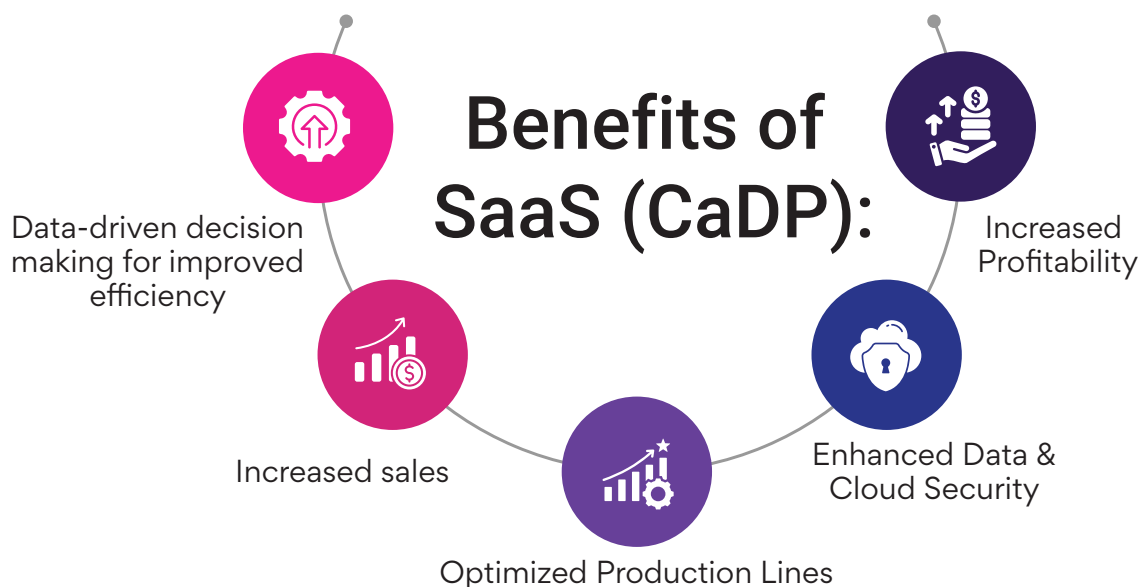 Benefits of
SaaS (CaDP):
Data-driven decision
making for improved
efficiency
Increased sales
Optimized Production Lines
Enhanced Data &
Cloud Security
Increased
Profitability